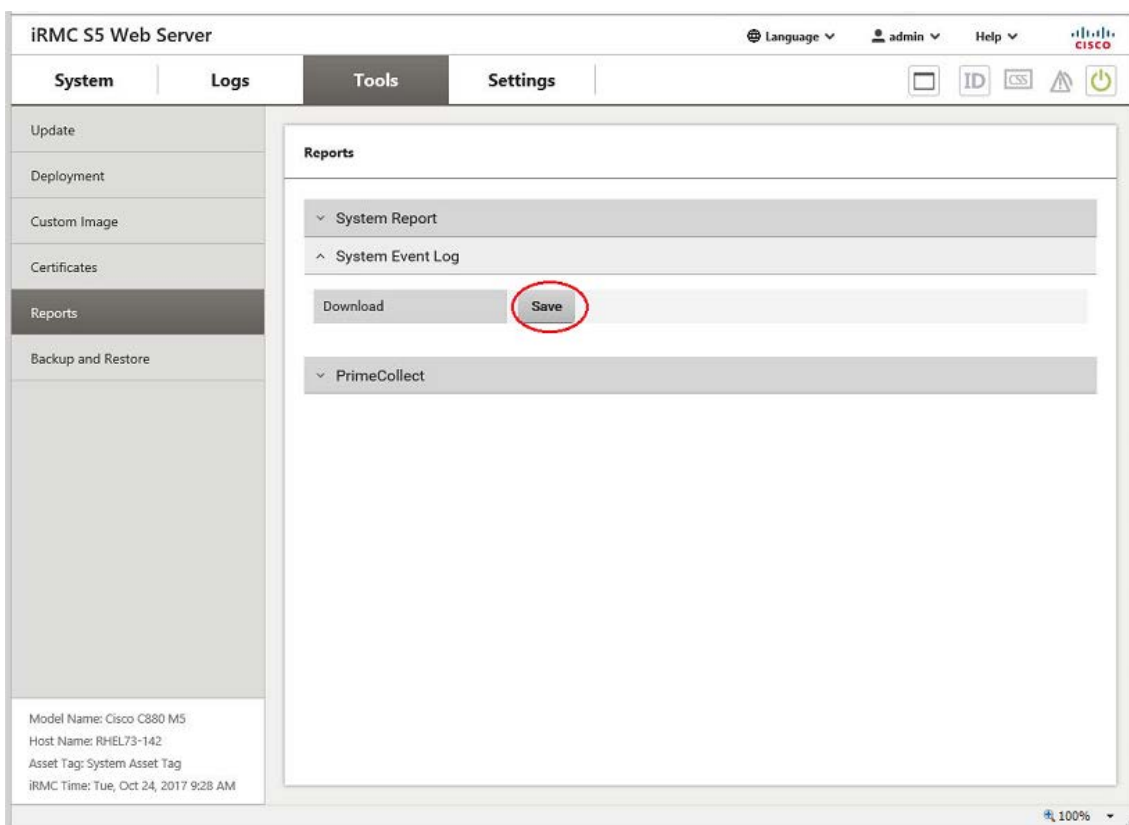 iRMC S5 Web Server
Language admin Help
CISCO
System Logs Tools Settings
ID CSS
Update
Deployment
Custom Image
Certificates
Reports
Backup and Restore
Reports
System Report
System Event Log
Download Save
PrimeCollect
Model Name: Cisco C880 M5
Host Name: RHEL73-142
Asset Tag: System Asset Tag
iRMC Time: Tue, Oct 24, 2017 9:28 AM
100%